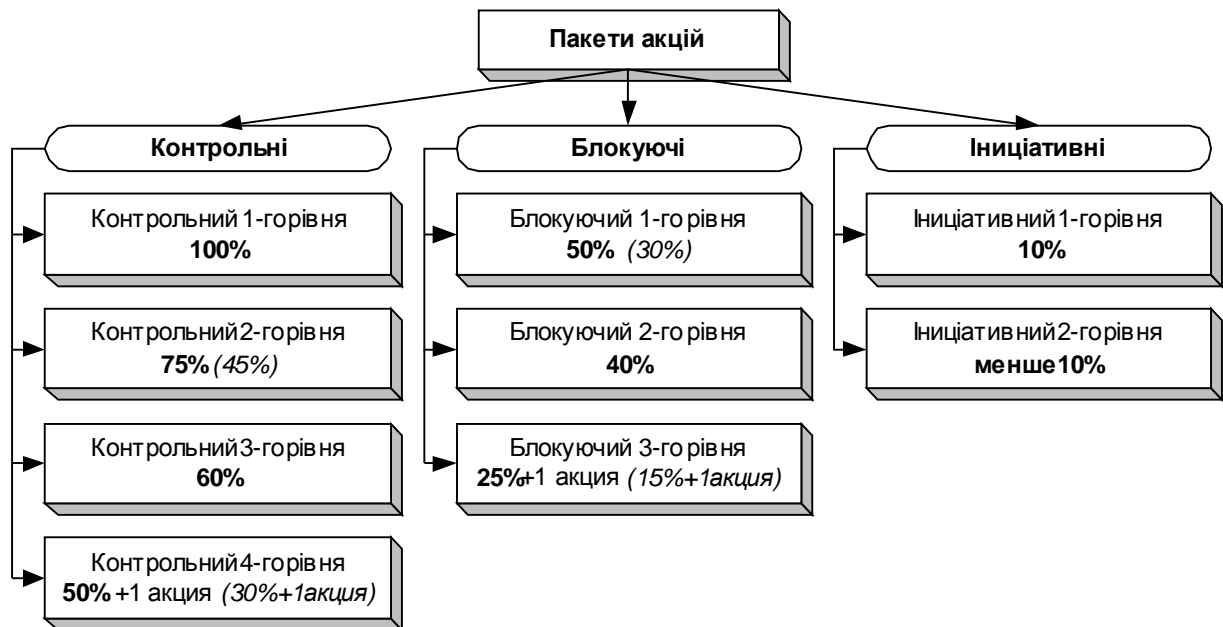 Пакети акцій
Контрольні
Блокуючі
Ініціативні
Контрольний 1-го рівня
100%
Контрольний 2-го рівня
75% (45%)
Контрольний 3-го рівня
60%
Контрольний 4-го рівня
50% +1 акция (30%+1акция)
Блокуючий 1-го рівня
50% (30%)
Блокуючий 2-го рівня
40%
Блокуючий 3-го рівня
25%+1 акция (15%+1акция)
Ініціативний 1-го рівня
10%
Ініціативний 2-го рівня
менше 10%